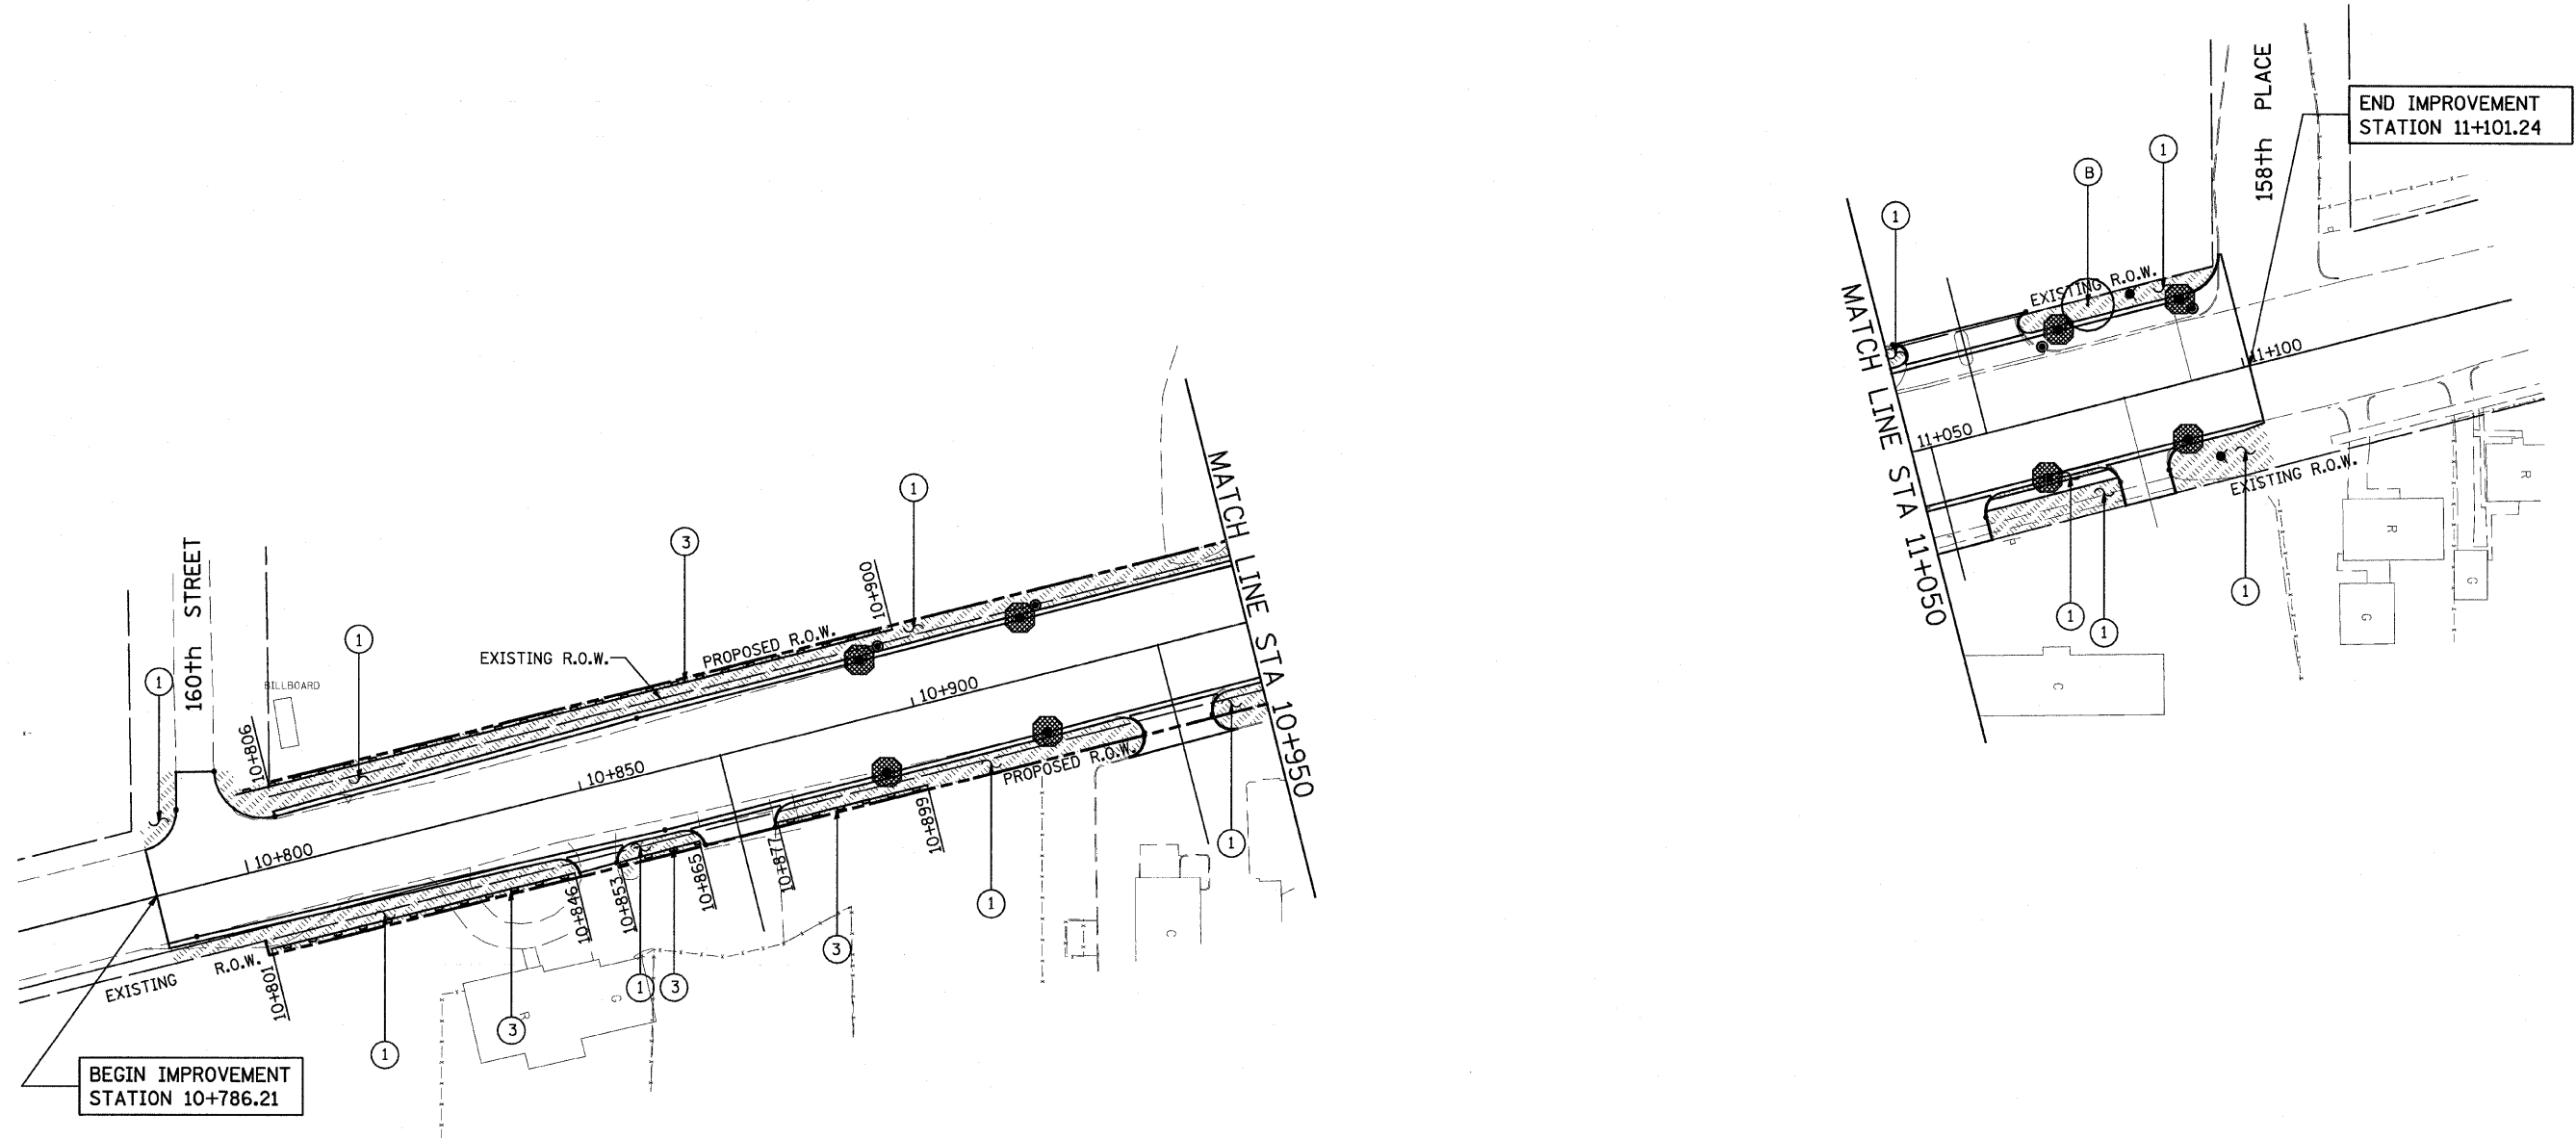 158th PLACE
END IMPROVEMENT
STATION 11+101.24
B
1
1
EXISTING R.O.W.
MATCH LINE STA 11+050
11+100
11+050
EXISTING R.O.W.
R
R
G
G
1
1
1
C
MATCH LINE STA 10+950
1
3
160th STREET
10+900
PROPOSED R.O.W.
EXISTING R.O.W.
1
1
BILLBOARD
10+806
10+900
10+850
10+800
PROPOSED R.O.W.
10+899
10+877
10+865
10+853
10+846
10+801
EXISTING R.O.W.
1
1
3
1
3
3
1
C
G
R
BEGIN IMPROVEMENT
STATION 10+786.21